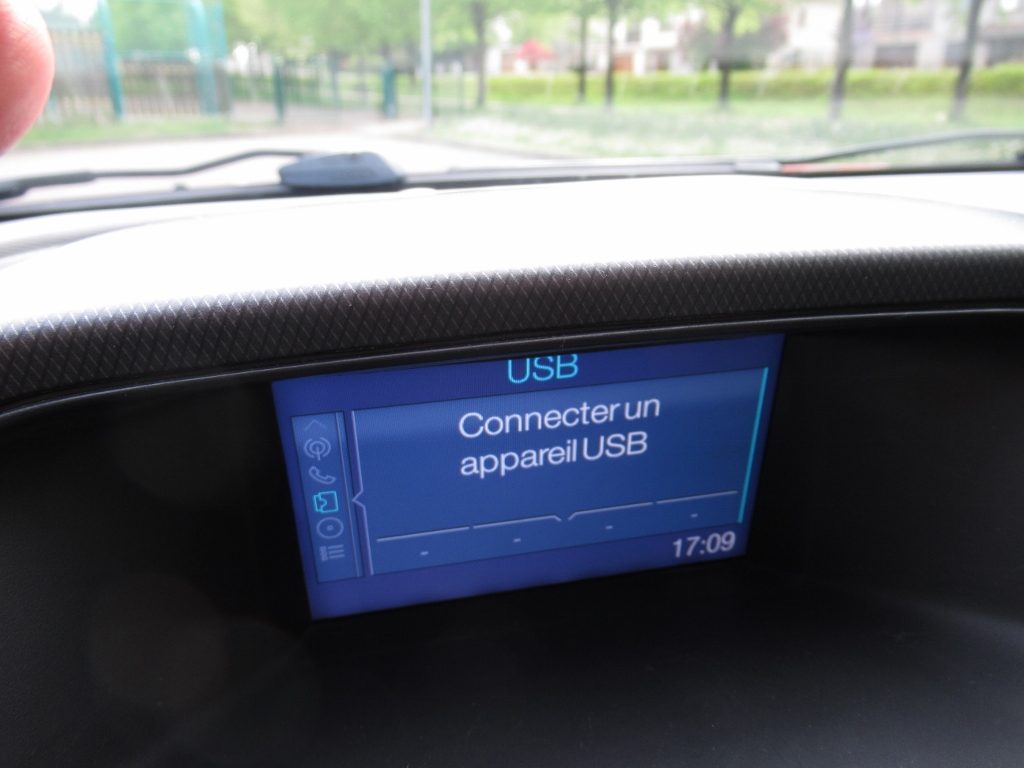 USB
Connecter un
appareil USB
- - - -
17:09